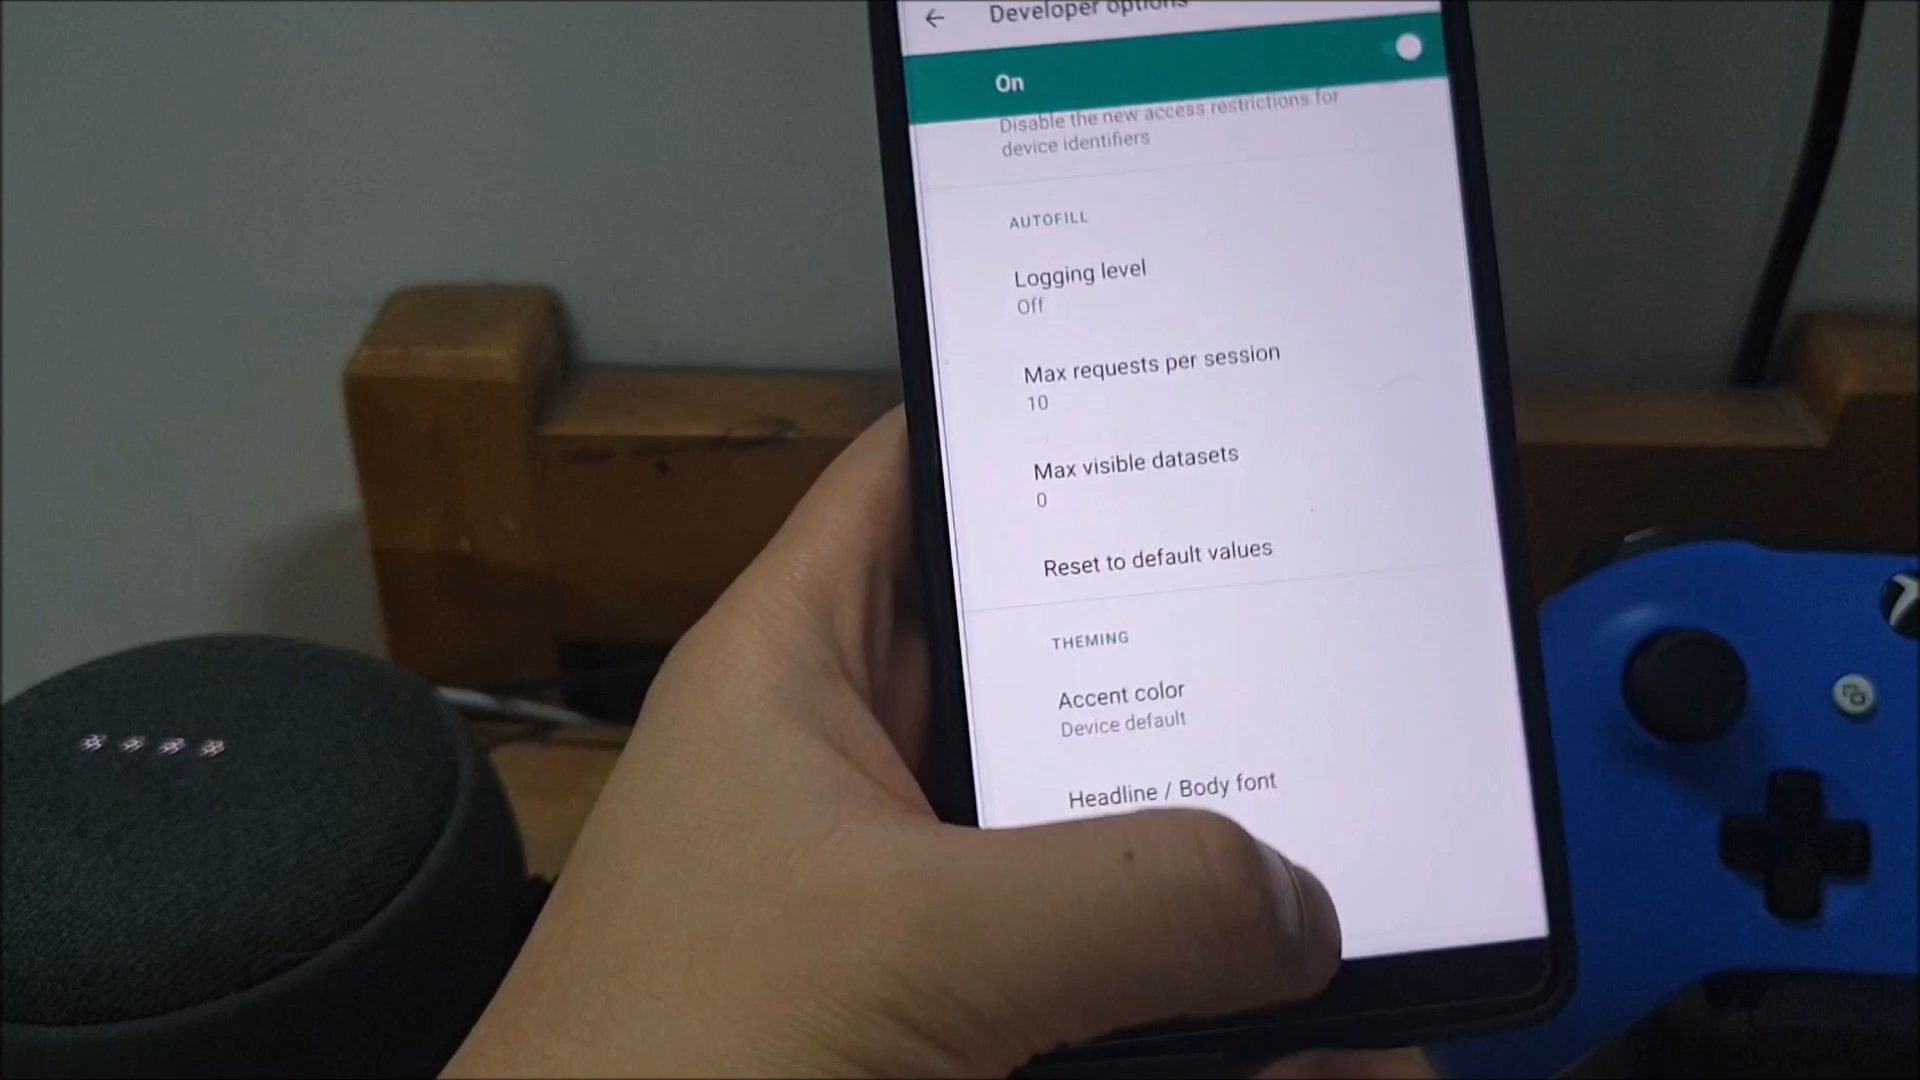 Developer options
On
Disable the new access restrictions for
device identifiers
AUTOFILL
Logging level
Off
Max requests per session
10
Max visible datasets
0
Reset to default values
THEMING
Accent color
Device default
Headline / Body font